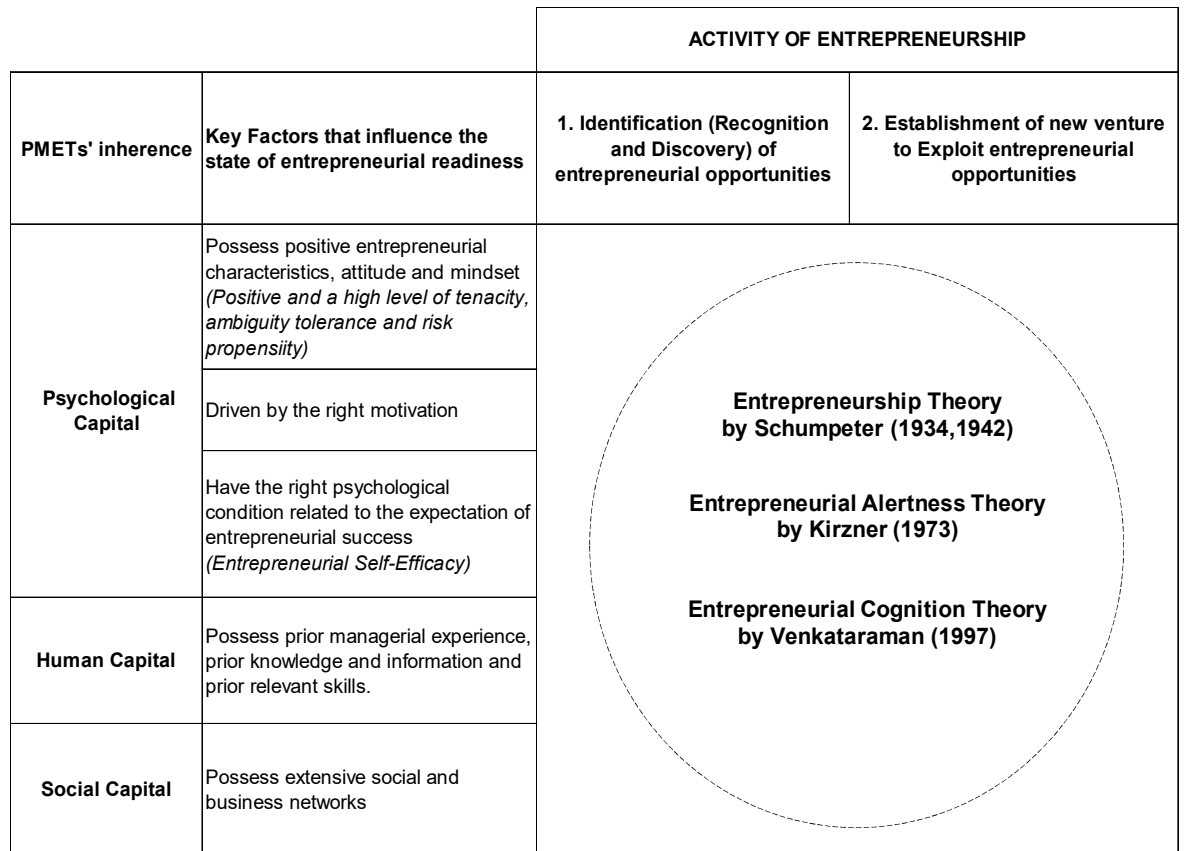 ACTIVITY OF ENTREPRENEURSHIP
PMETs' inherence
Key Factors that influence the
state of entrepreneurial readiness
1. Identification (Recognition
and Discovery) of
entrepreneurial opportunities
2. Establishment of new venture
to Exploit entrepreneurial
opportunities
Psychological
Capital
Possess positive entrepreneurial
characteristics, attitude and mindset
(Positive and a high level of tenacity,
ambiguity tolerance and risk
propensiity)
Driven by the right motivation
Have the right psychological
condition related to the expectation of
entrepreneurial success
(Entrepreneurial Self-Efficacy)
Human Capital
Possess prior managerial experience,
prior knowledge and information and
prior relevant skills.
Social Capital
Possess extensive social and
business networks
Entrepreneurship Theory
by Schumpeter (1934,1942)
Entrepreneurial Alertness Theory
by Kirzner (1973)
Entrepreneurial Cognition Theory
by Venkataraman (1997)